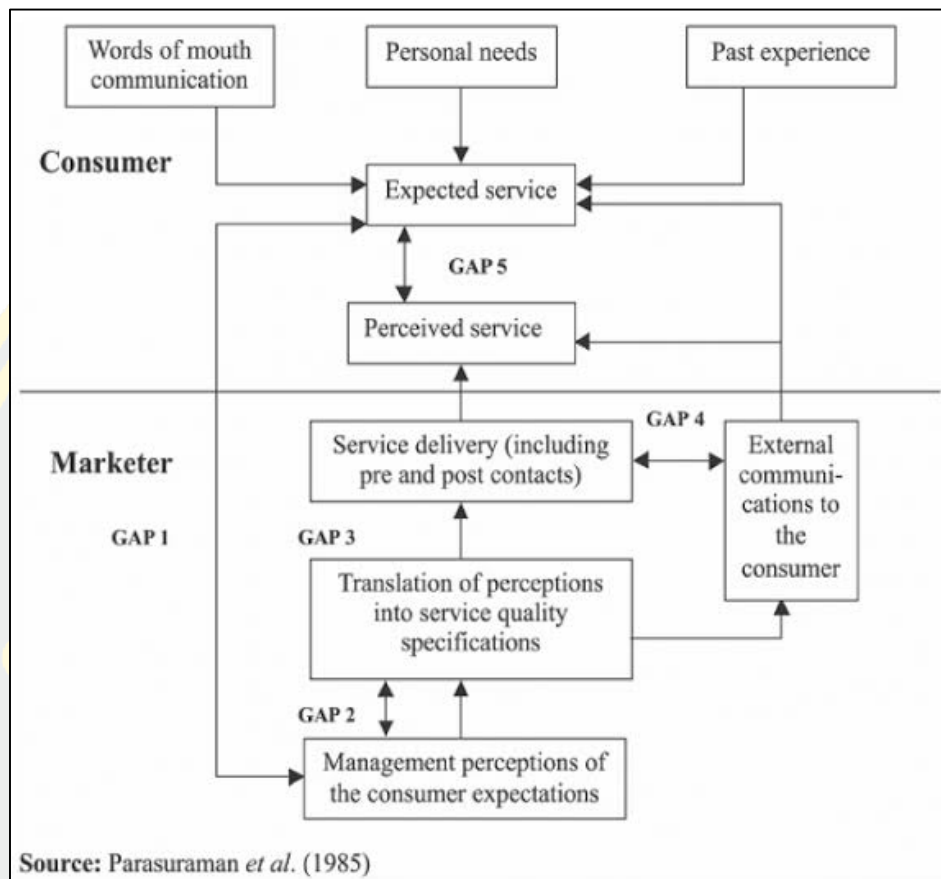 Words of mouth
communication
Personal needs
Past experience
Consumer
Expected service
GAP 5
Perceived service
GAP 4
Marketer
Service delivery (including
pre and post contacts)
External
communi-
cations to
the
consumer
GAP 1
GAP 3
Translation of perceptions
into service quality
specifications
GAP 2
Management perceptions of
the consumer expectations
Source: Parasuraman et al. (1985)